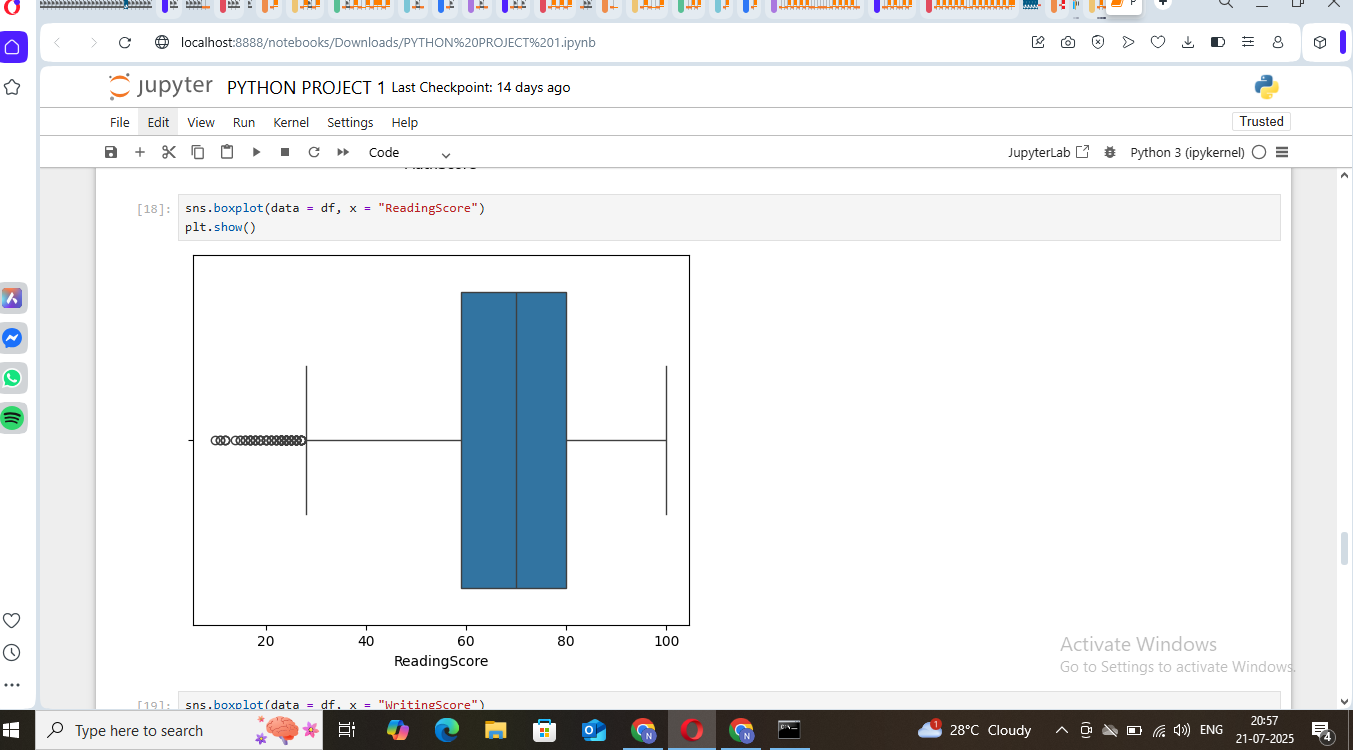 P
localhost:8888/notebooks/Downloads/PYTHON%20PROJECT%201.ipynb
jupyter PYTHON PROJECT 1 Last Checkpoint: 14 days ago
File Edit View Run Kernel Settings Help
Trusted
Code
JupyterLab
Python 3 (ipykernel)
[18]:
sns.boxplot(data = df, x = "ReadingScore")
plt.show()
20 40 60 80 100
ReadingScore
Activate Windows
Go to Settings to activate Windows.
[19]:
sns.boxplot(data = df, x = "WritingScore")
Type here to search
N
N
1
28°C Cloudy
ENG
20:57
21-07-2025
4